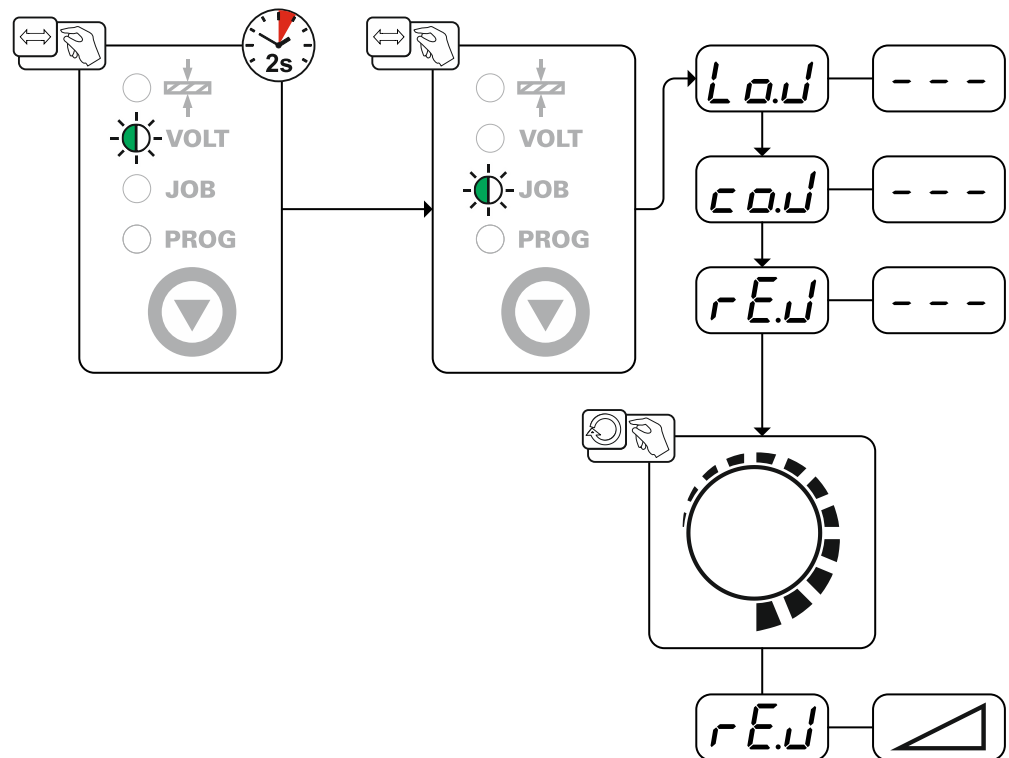 2s
VOLT
JOB
PROG
VOLT
JOB
PROG
Lo.J
- - -
co.J
- - -
rE.J
- - -
rE.J